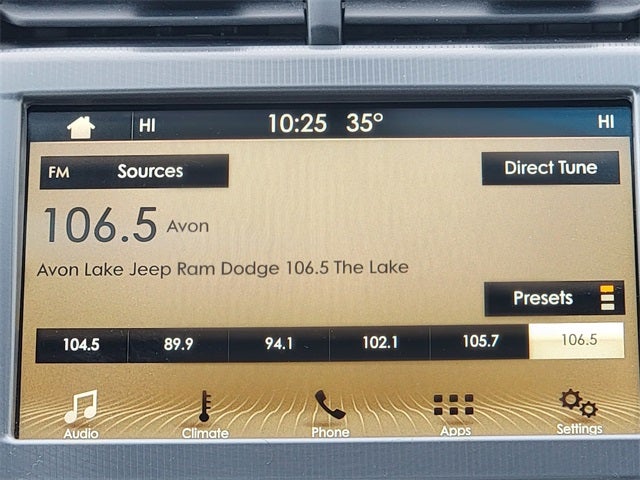 HI 10:25 35° HI
FM Sources Direct Tune
106.5 Avon
Avon Lake Jeep Ram Dodge 106.5 The Lake
Presets
104.5 89.9 94.1 102.1 105.7 106.5
Audio Climate Phone Apps Settings